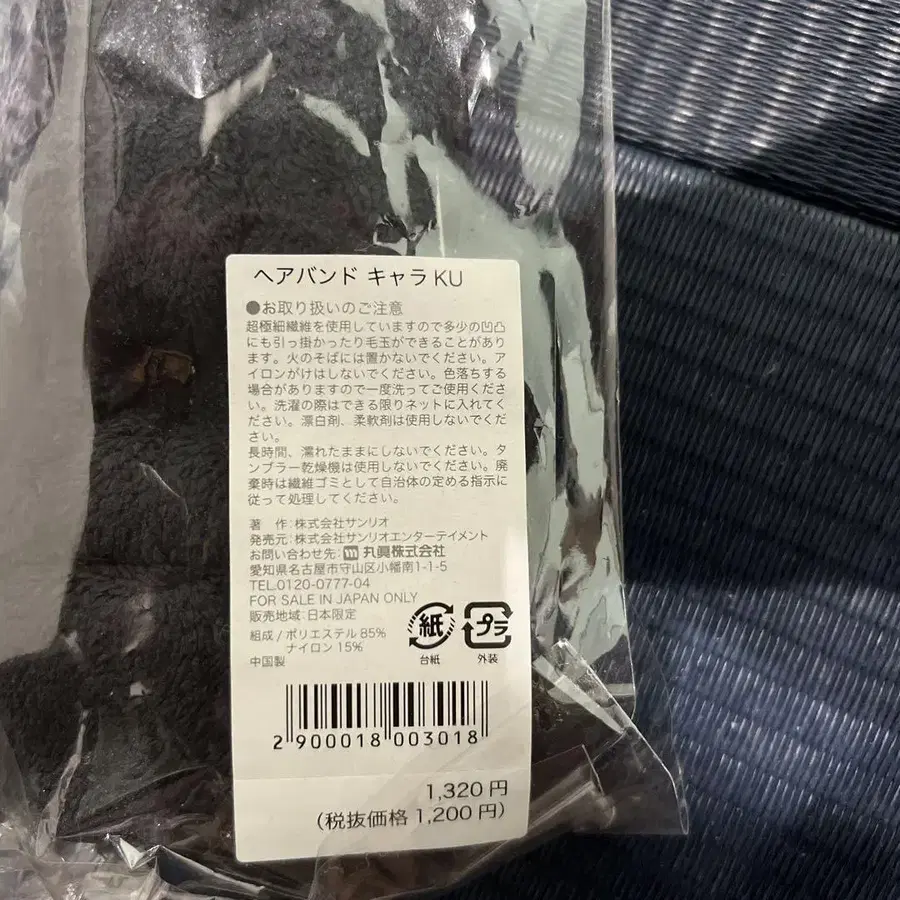 ヘアバンド キャラ KU
●お取り扱いのご注意
超極細繊維を使用していますので多少の凹凸
にも引っ掛かったり毛玉ができることがあり
ます。火のそばには置かないでください。ア
イロンがけはしないでください。色落ちする
場合がありますので一度洗ってご使用くださ
い。洗濯の際はできる限りネットに入れてく
ださい。漂白剤、柔軟剤は使用しないでくだ
さい。
長時間、濡れたままにしないでください。タ
ンブラー乾燥機は使用しないでください。廃
棄時は繊維ゴミとして自治体の定める指示に
従って処理してください。
著 作:株式会社サンリオ
発売元:株式会社サンリオエンターテイメント
お問い合わせ先: m 丸眞株式会社
愛知県名古屋市守山区小幡南1-1-5
TEL.0120-0777-04
FOR SALE IN JAPAN ONLY
販売地域:日本限定
組成/ポリエステル 85%
ナイロン 15%
中国製
紙
台紙
プラ
外装
2 900018 003018
1,320 円
(税抜価格 1,200 円)